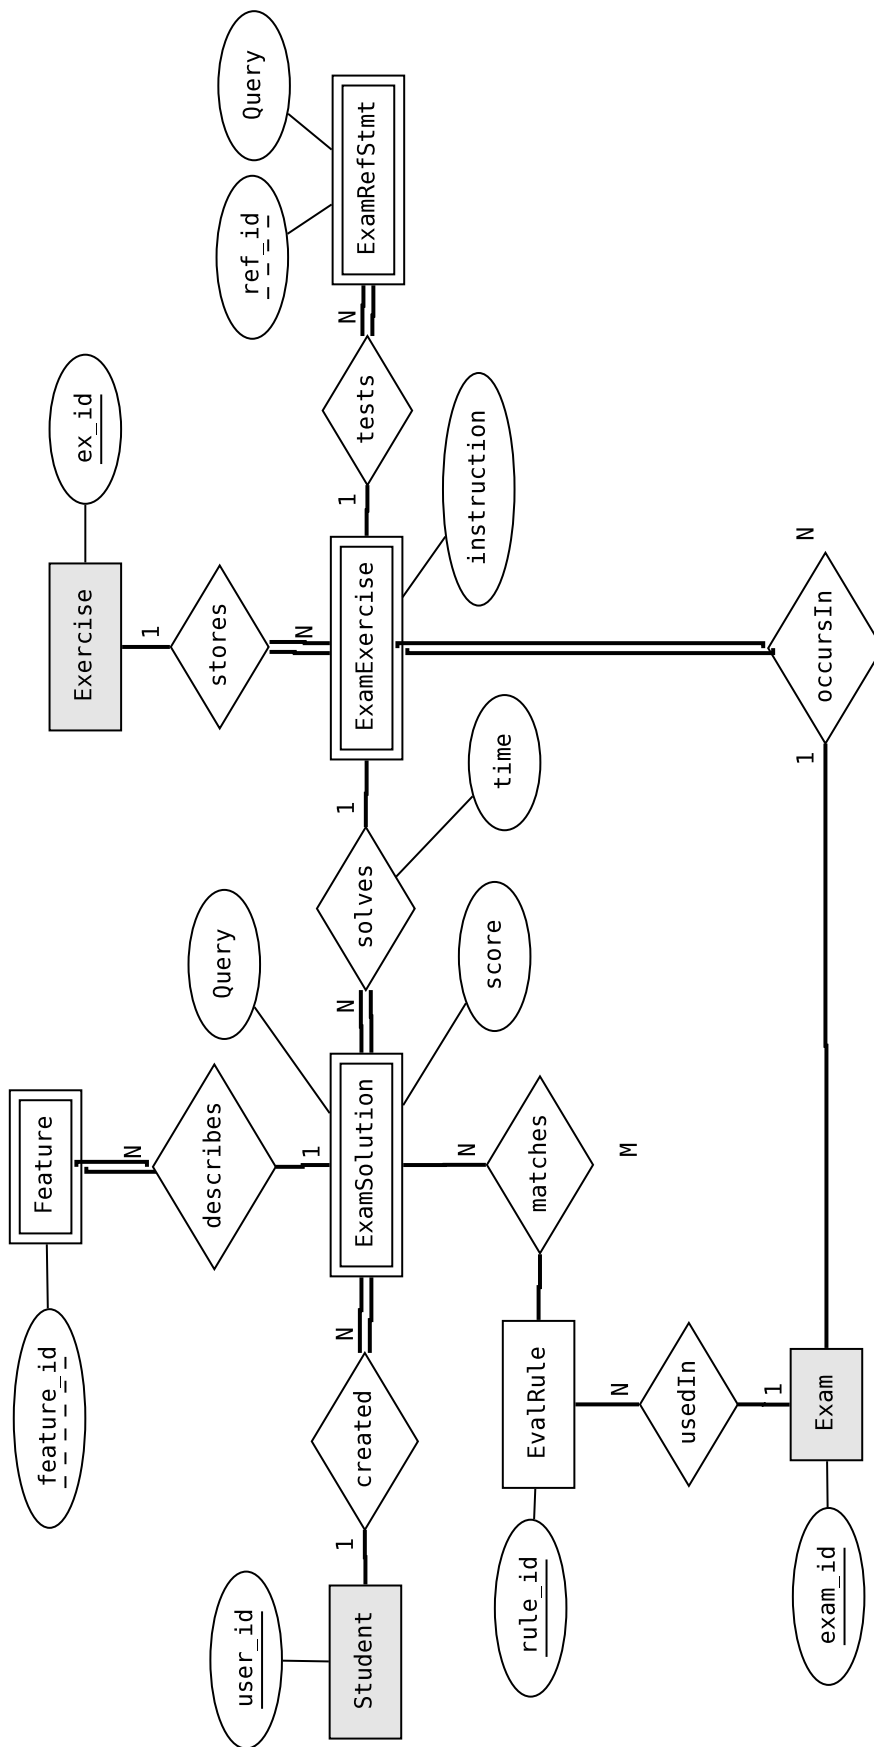 feature_id
Feature
Exercise
ex_id
N
1
describes
stores
user_id
Query
ref_id
Query
1
N
1
N
N
1
1
N
Student
created
ExamSolution
solves
ExamExercise
tests
ExamRefStmt
N
instruction
score
time
rule_id
EvalRule
matches
N
M
usedIn
1
1
N
exam_id
Exam
occursIn